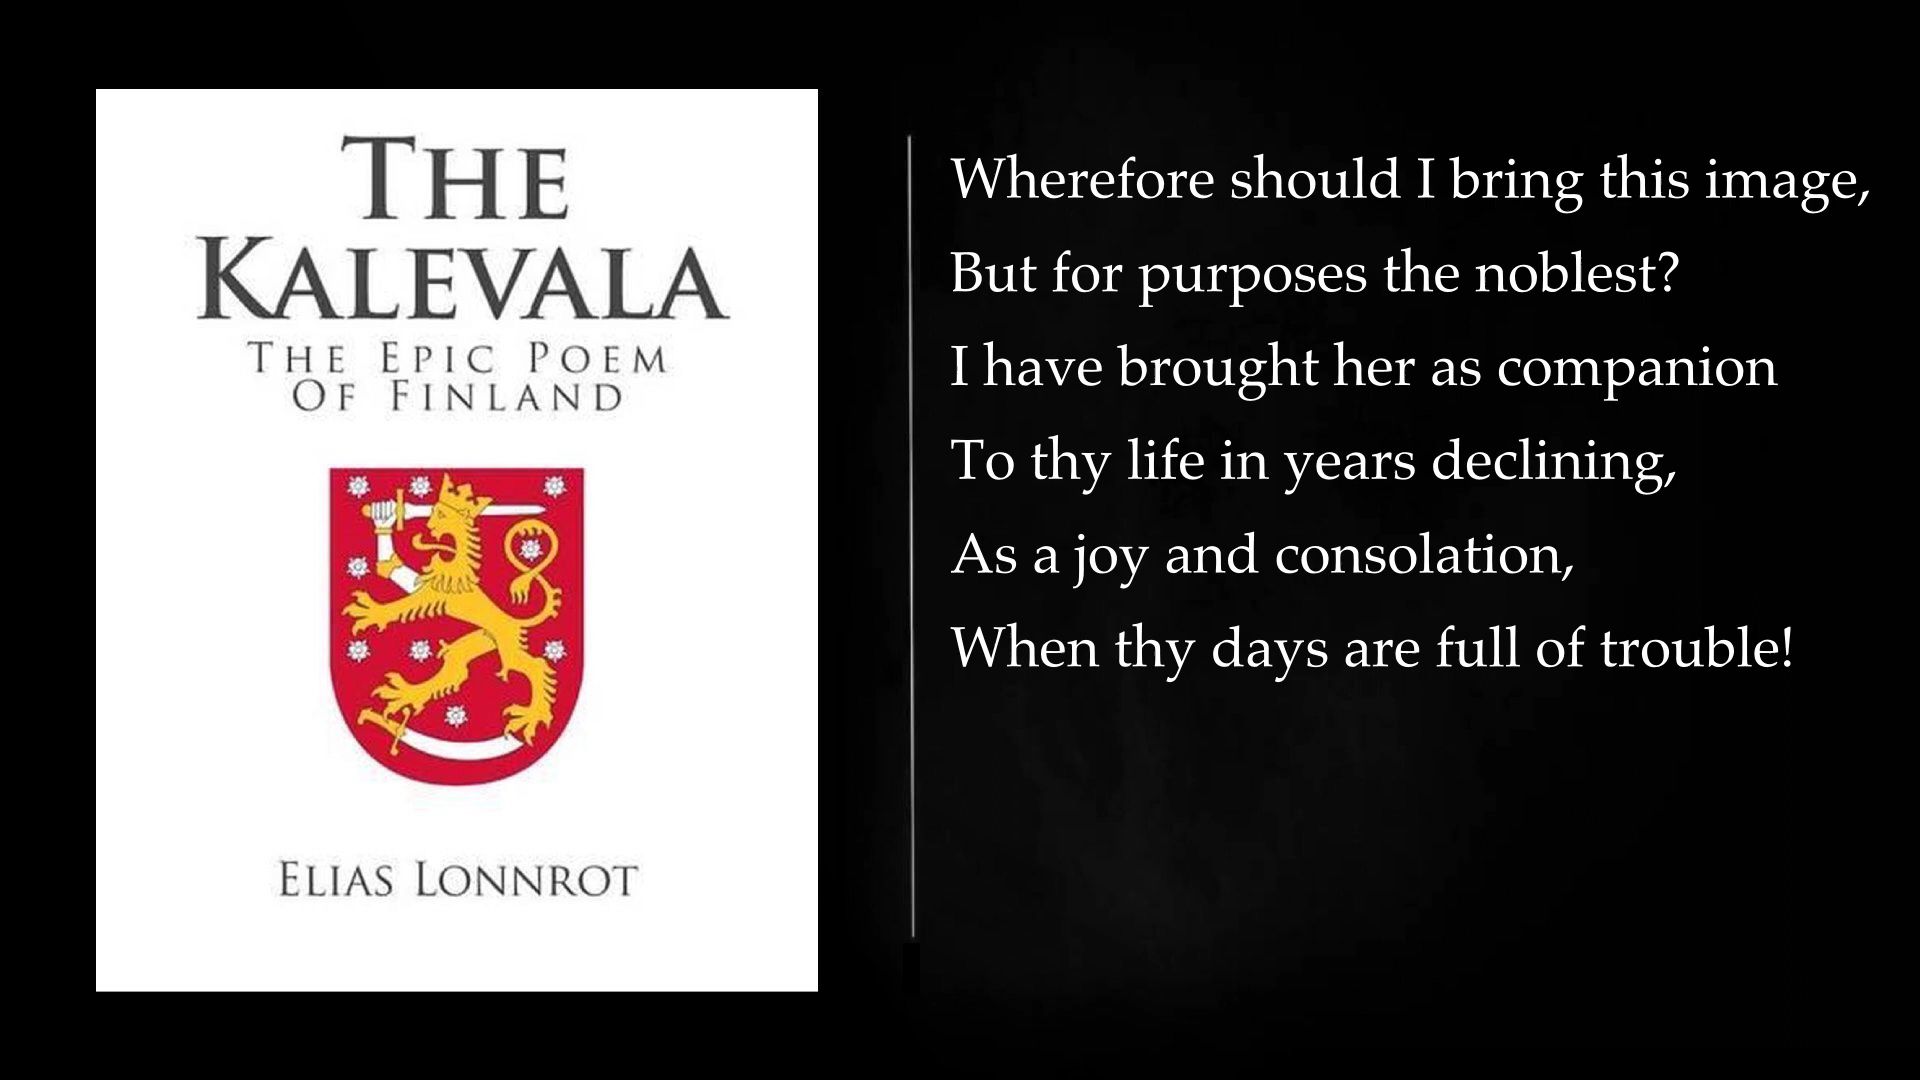 THE
KALEVALA
THE EPIC POEM
OF FINLAND
ELIAS LONNROT
Wherefore should I bring this image,
But for purposes the noblest?
I have brought her as companion
To thy life in years declining,
As a joy and consolation,
When thy days are full of trouble!